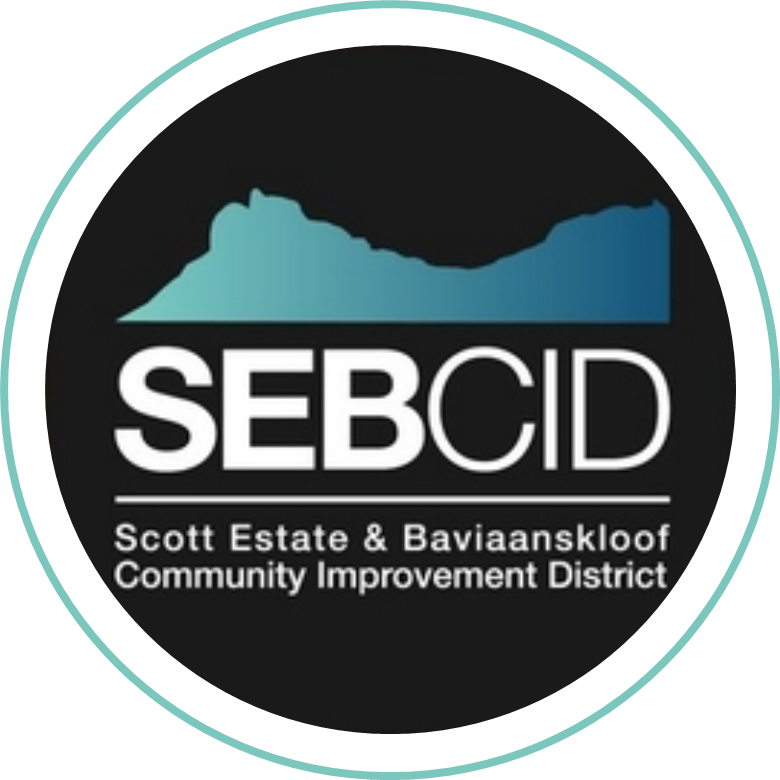 SEBCID
Scott Estate & Baviaanskloof
Community Improvement District